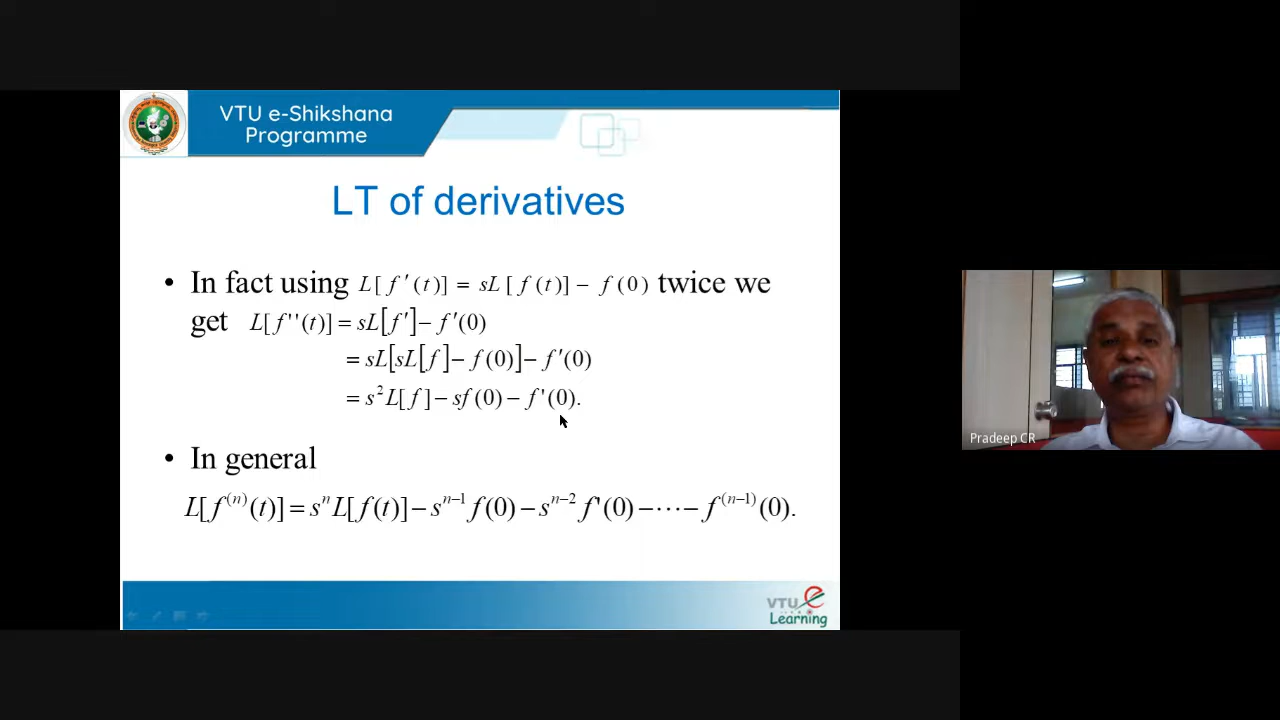 VTU e-Shikshana
Programme
LT of derivatives
• In fact using L[f′(t)] = sL[f(t)] − f(0) twice we
get L[f''(t)] = sL[f′] − f′(0)
= sL[sL[f] − f(0)] − f′(0)
= s²L[f] − sf(0) − f'(0).
• In general
L[f⁽ⁿ⁾(t)] = sⁿL[f(t)] − sⁿ⁻¹f(0) − sⁿ⁻²f'(0) − ⋯ − f⁽ⁿ⁻¹⁾(0).
Pradeep CR
VTU e
Learning